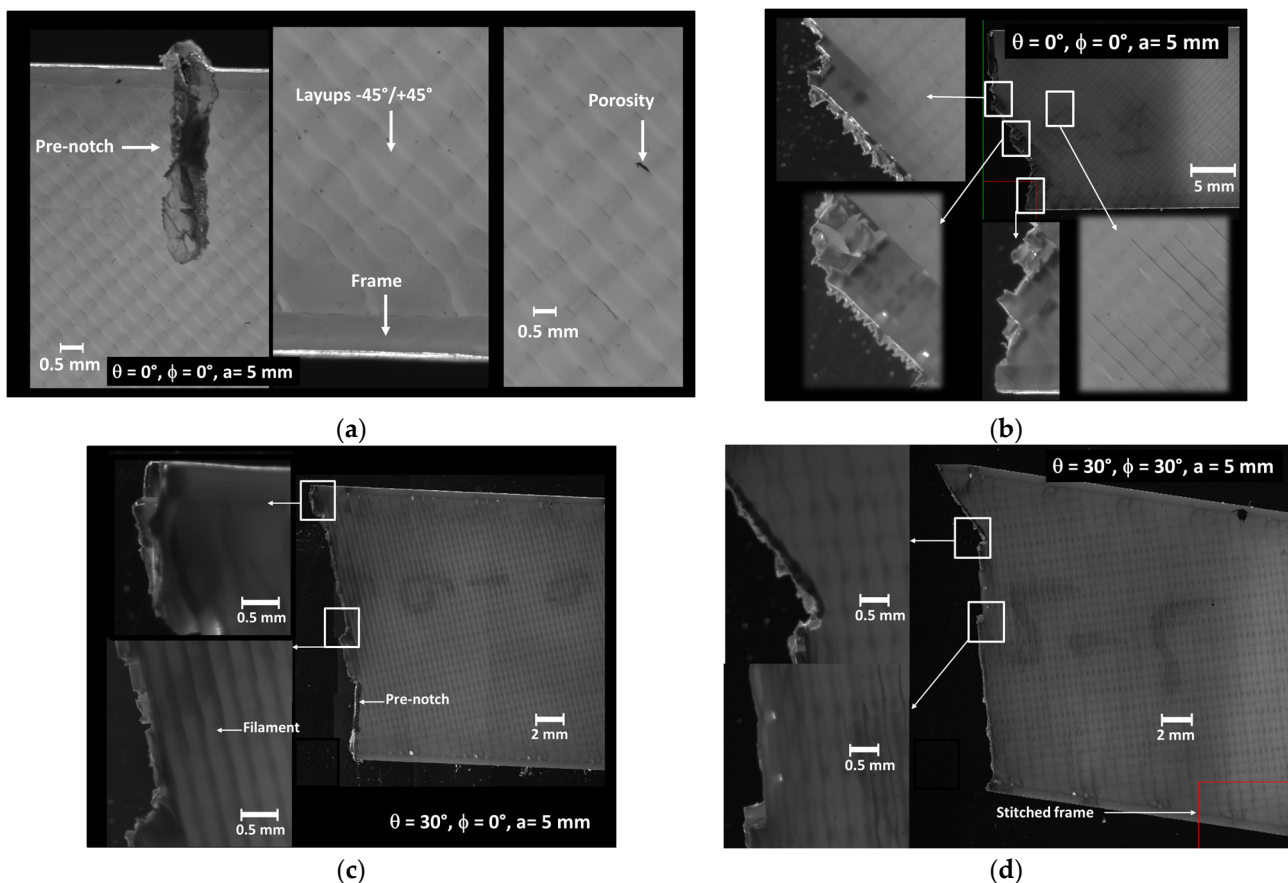 Pre-notch
0.5 mm
θ = 0°, ϕ = 0°, a= 5 mm
Layups -45°/+45°
Frame
Porosity
0.5 mm
(a)
θ = 0°, ϕ = 0°, a= 5 mm
5 mm
(b)
0.5 mm
Filament
0.5 mm
Pre-notch
2 mm
θ = 30°, ϕ = 0°, a= 5 mm
(c)
θ = 30°, ϕ = 30°, a = 5 mm
0.5 mm
0.5 mm
2 mm
Stitched frame
(d)